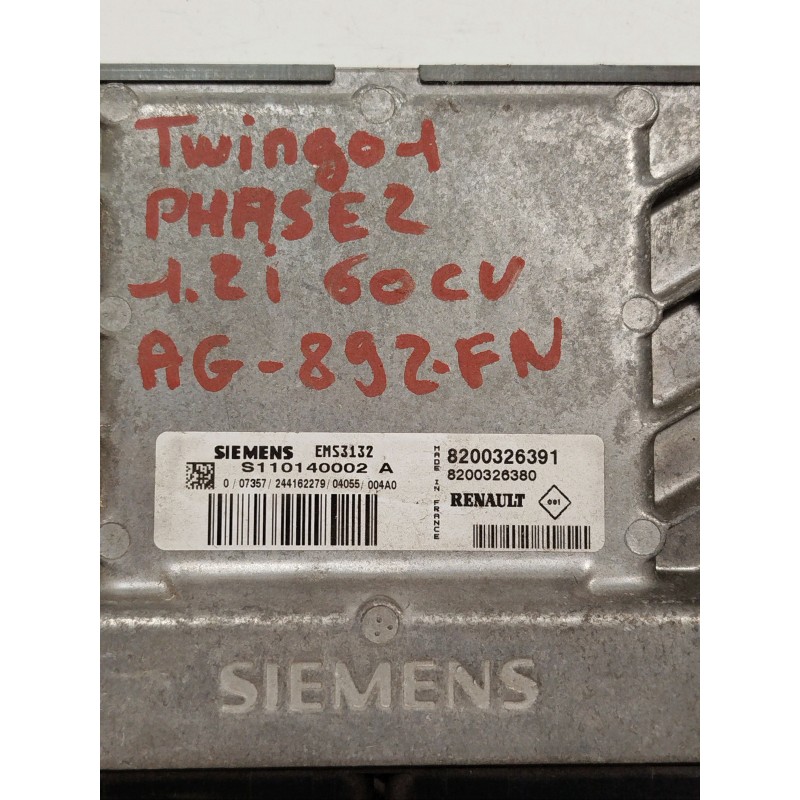 Twingo 1
PHASE 2
1.2i 60CV
AG-892.FN
SIEMENS EMS3132
S110140002 A
0 / 07357 / 244162279 / 04055 / 004A0
MADE IN FRANCE
8200326391
8200326380
RENAULT 001
SIEMENS